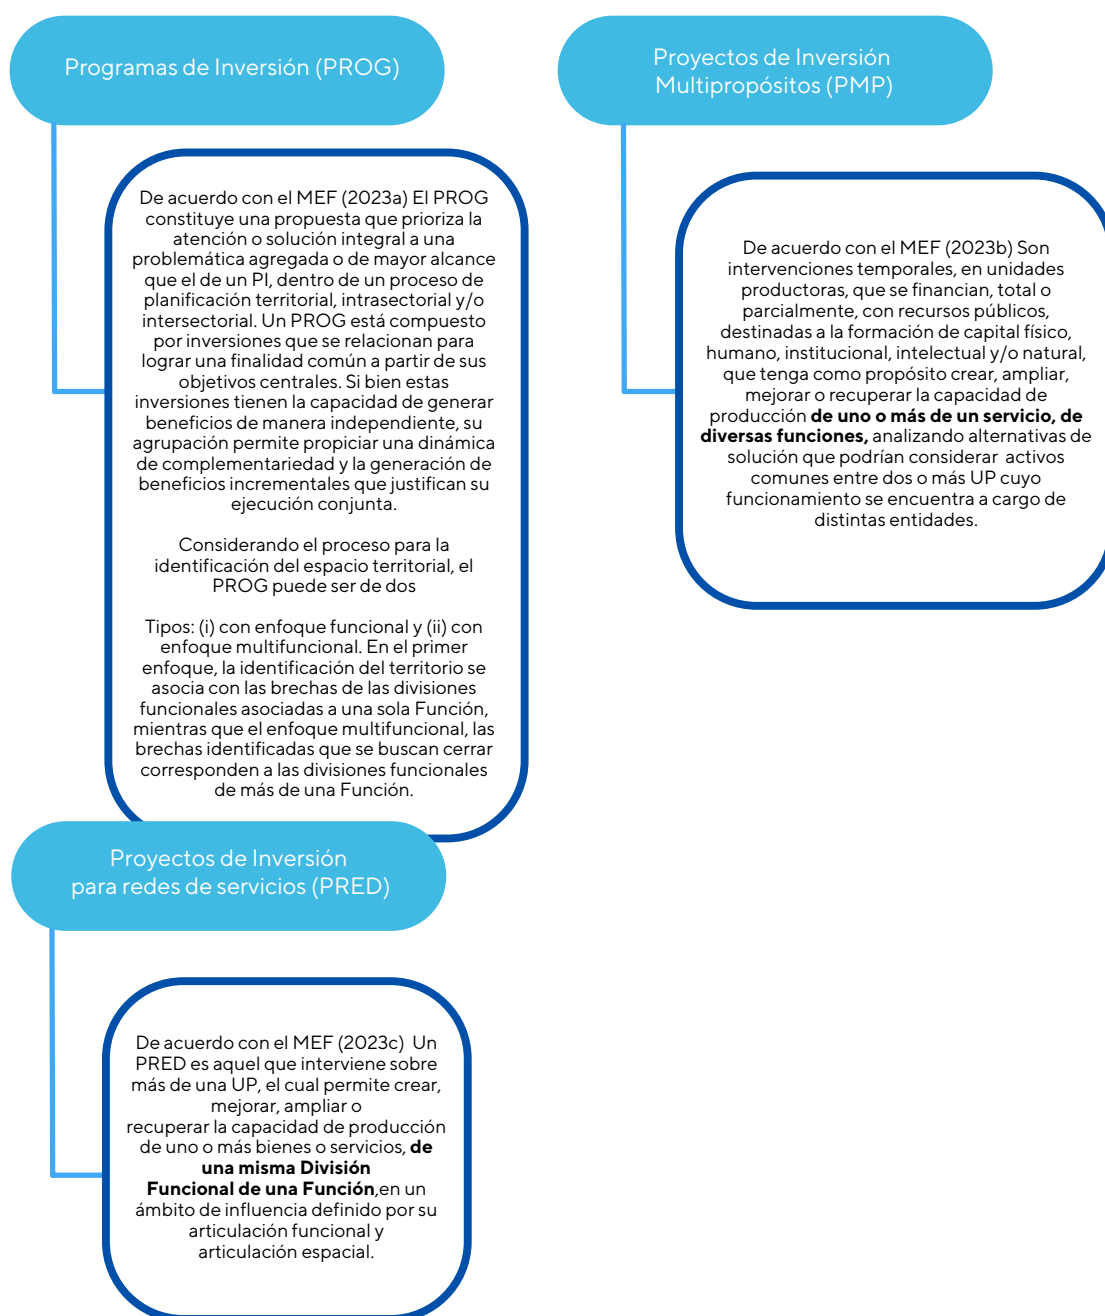 Programas de Inversión (PROG)
De acuerdo con el MEF (2023a) El PROG
constituye una propuesta que prioriza la
atención o solución integral a una
problemática agregada o de mayor alcance
que el de un PI, dentro de un proceso de
planificación territorial, intrasectorial y/o
intersectorial. Un PROG está compuesto
por inversiones que se relacionan para
lograr una finalidad común a partir de sus
objetivos centrales. Si bien estas
inversiones tienen la capacidad de generar
beneficios de manera independiente, su
agrupación permite propiciar una dinámica
de complementariedad y la generación de
beneficios incrementales que justifican su
ejecución conjunta.
Considerando el proceso para la
identificación del espacio territorial, el
PROG puede ser de dos
Tipos: (i) con enfoque funcional y (ii) con
enfoque multifuncional. En el primer
enfoque, la identificación del territorio se
asocia con las brechas de las divisiones
funcionales asociadas a una sola Función,
mientras que el enfoque multifuncional, las
brechas identificadas que se buscan cerrar
corresponden a las divisiones funcionales
de más de una Función.
Proyectos de Inversión
Multipropósitos (PMP)
De acuerdo con el MEF (2023b) Son
intervenciones temporales, en unidades
productoras, que se financian, total o
parcialmente, con recursos públicos,
destinadas a la formación de capital físico,
humano, institucional, intelectual y/o natural,
que tenga como propósito crear, ampliar,
mejorar o recuperar la capacidad de
producción de uno o más de un servicio, de
diversas funciones, analizando alternativas de
solución que podrían considerar activos
comunes entre dos o más UP cuyo
funcionamiento se encuentra a cargo de
distintas entidades.
Proyectos de Inversión
para redes de servicios (PRED)
De acuerdo con el MEF (2023c) Un
PRED es aquel que interviene sobre
más de una UP, el cual permite crear,
mejorar, ampliar o
recuperar la capacidad de producción
de uno o más bienes o servicios, de
una misma División
Funcional de una Función,en un
ámbito de influencia definido por su
articulación funcional y
articulación espacial.